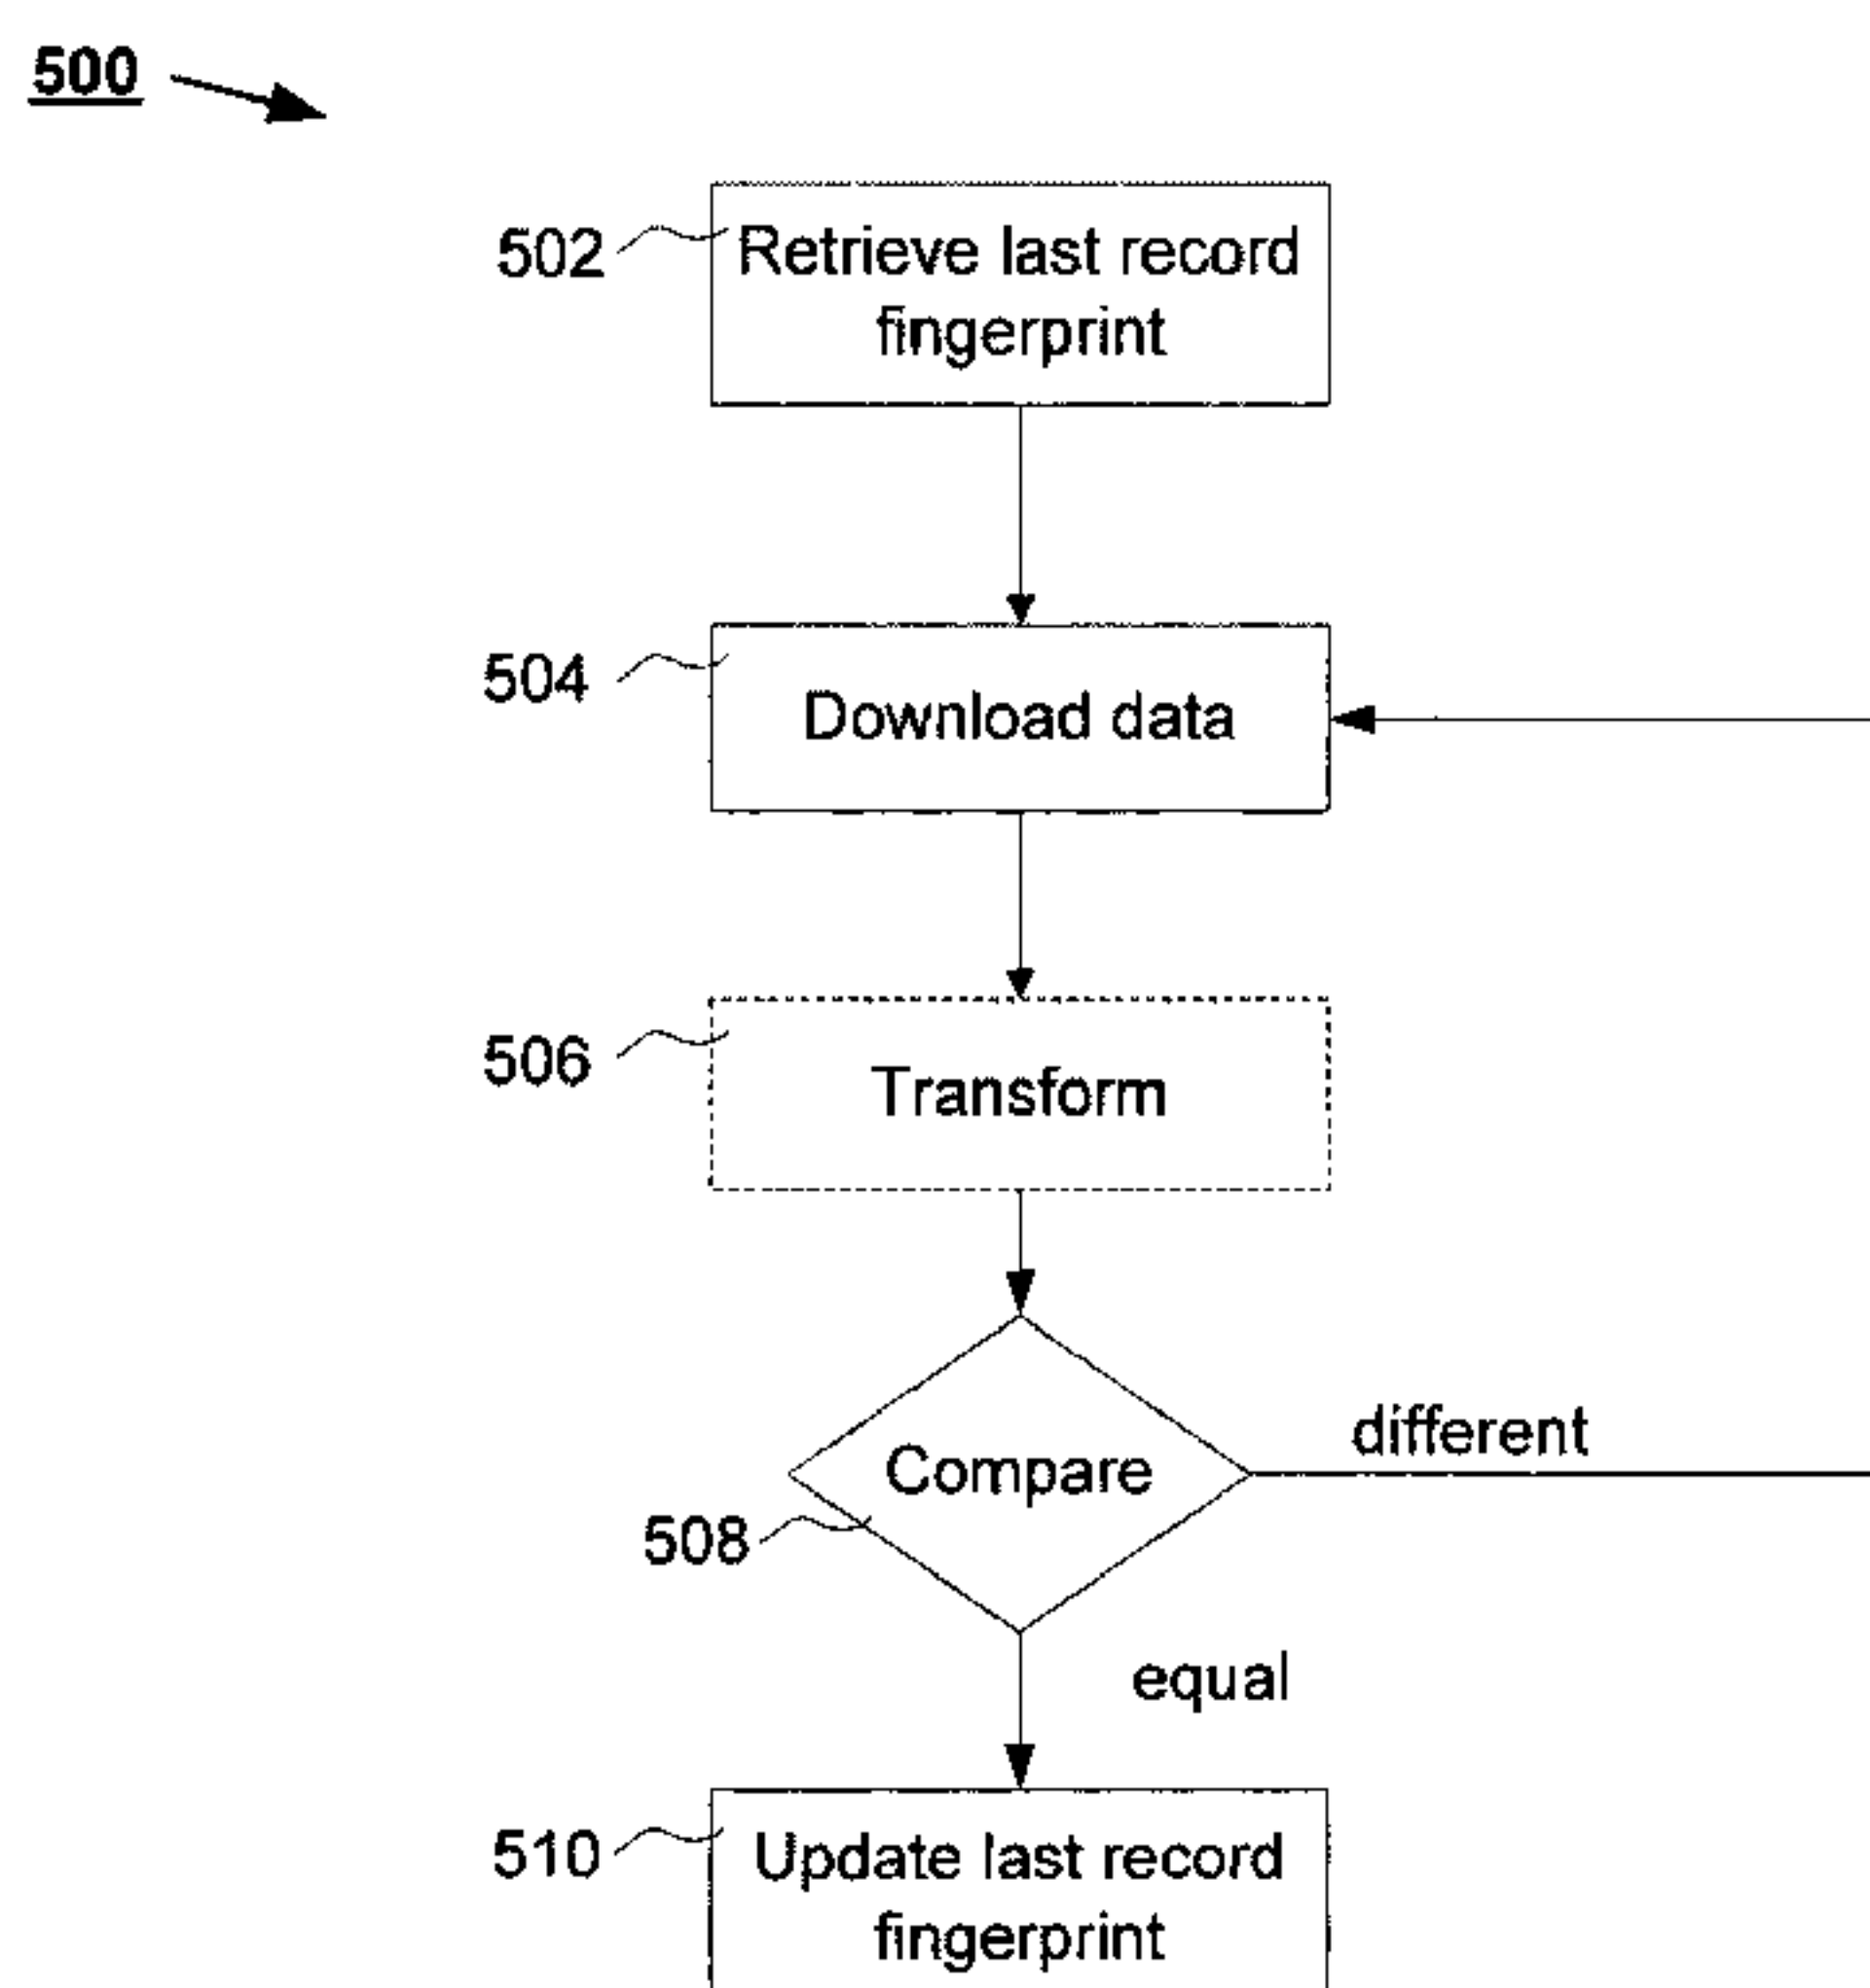 500
502
Retrieve last record
fingerprint
504
Download data
506
Transform
Compare
different
508
equal
510
Update last record
fingerprint